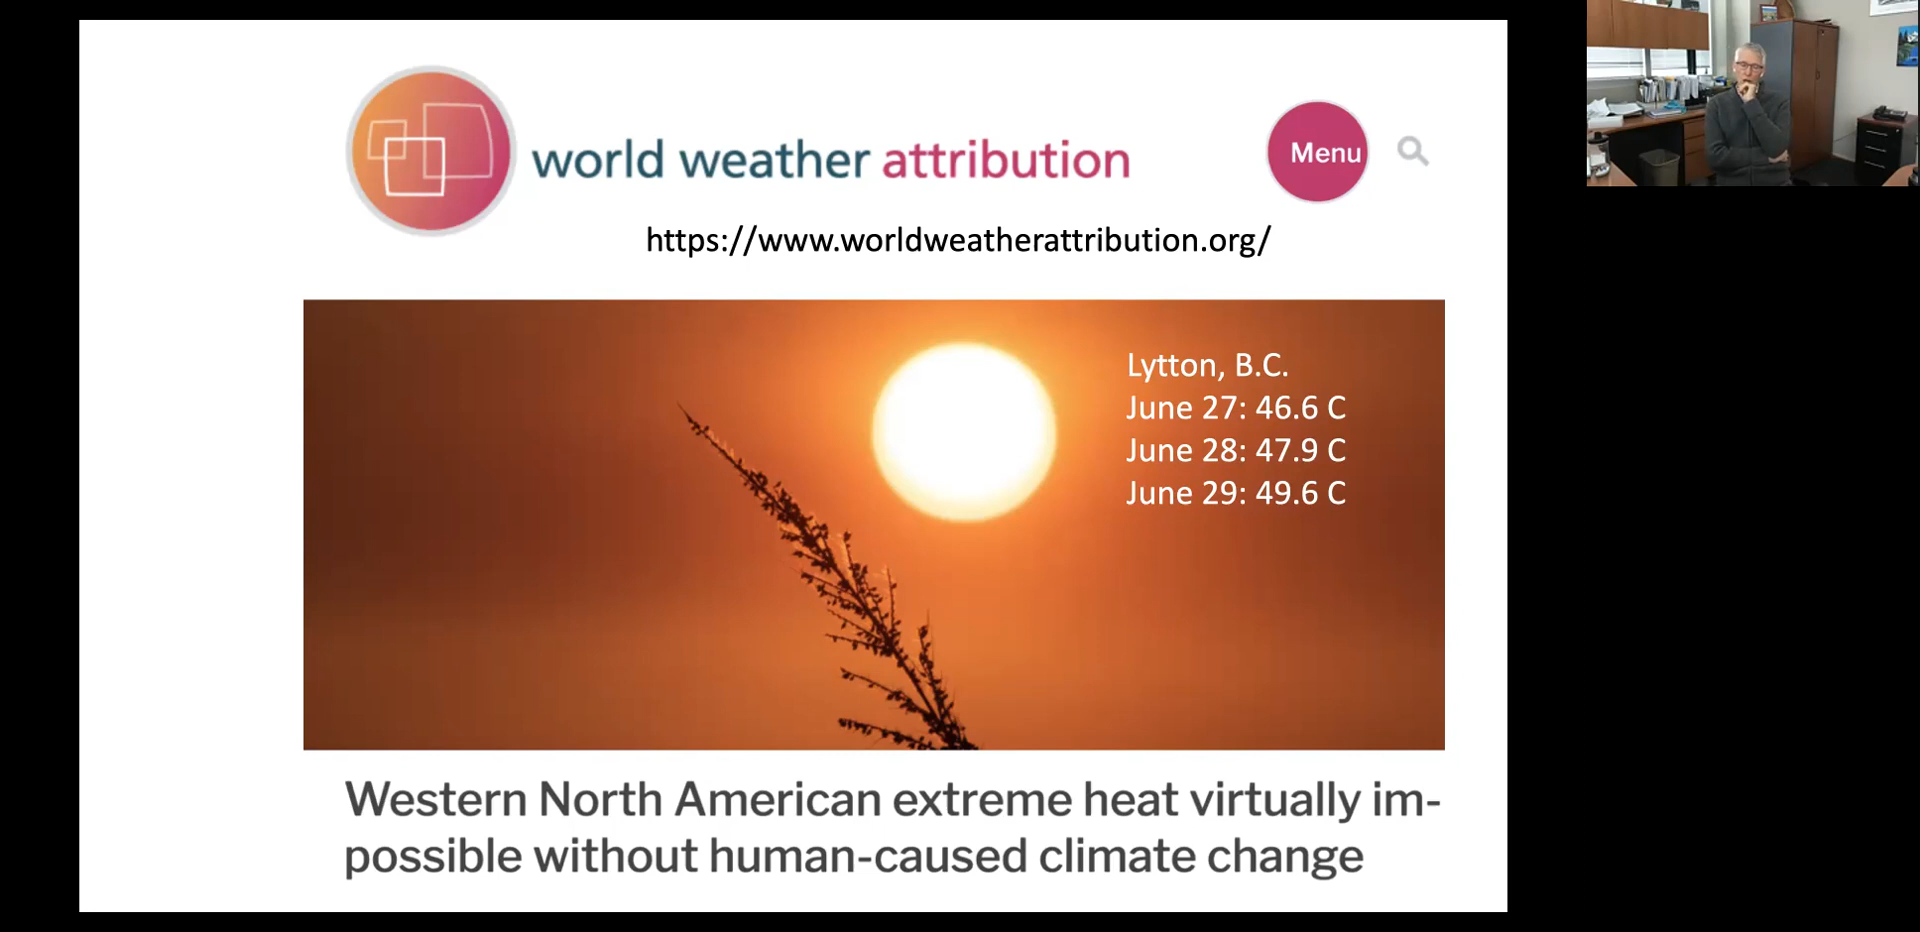 world weather attribution
Menu
https://www.worldweatherattribution.org/
Lytton, B.C.
June 27: 46.6 C
June 28: 47.9 C
June 29: 49.6 C
Western North American extreme heat virtually im-
possible without human-caused climate change